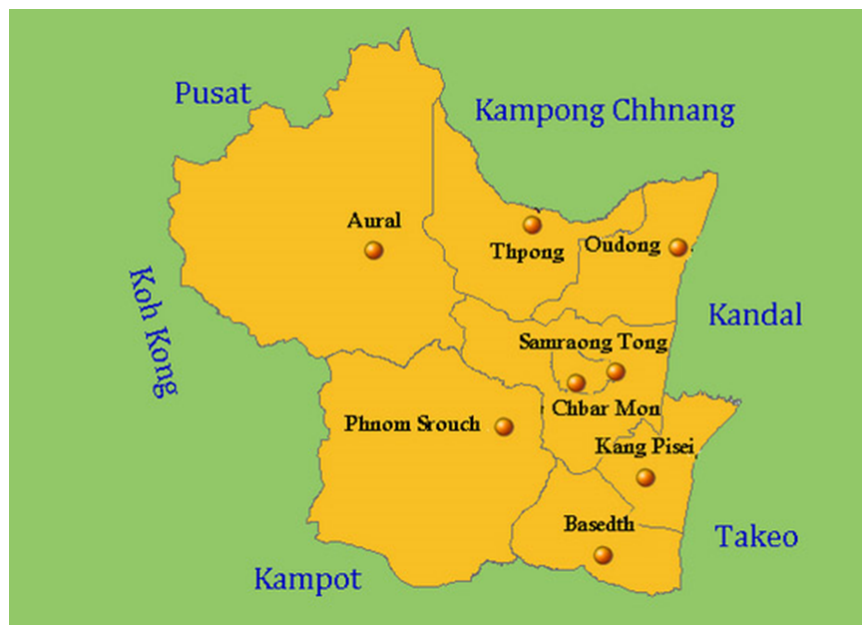 Pusat
Kampong Chhnang
Aural
Thpong
Oudong
Koh Kong
Kandal
Samraong Tong
Chbar Mon
Phnom Srouch
Kang Pisei
Basedth
Takeo
Kampot